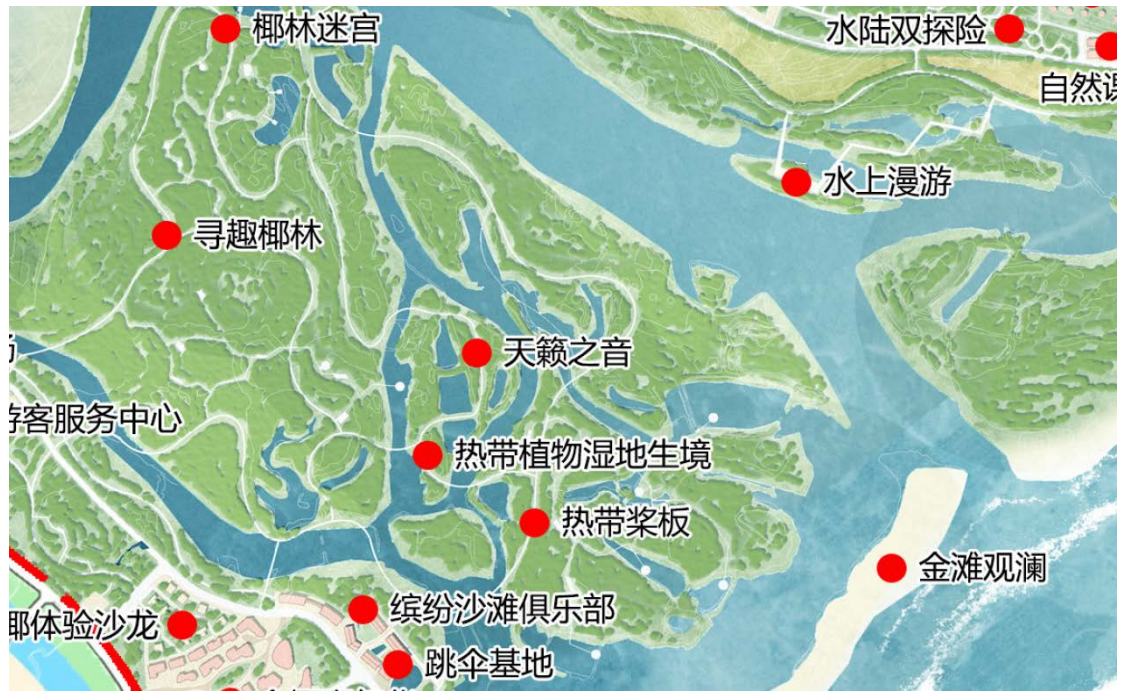 椰林迷宫
水陆双探险
自然课
水上漫游
寻趣椰林
天籁之音
游客服务中心
热带植物湿地生境
热带桨板
金滩观澜
缤纷沙滩俱乐部
椰体验沙龙
跳伞基地